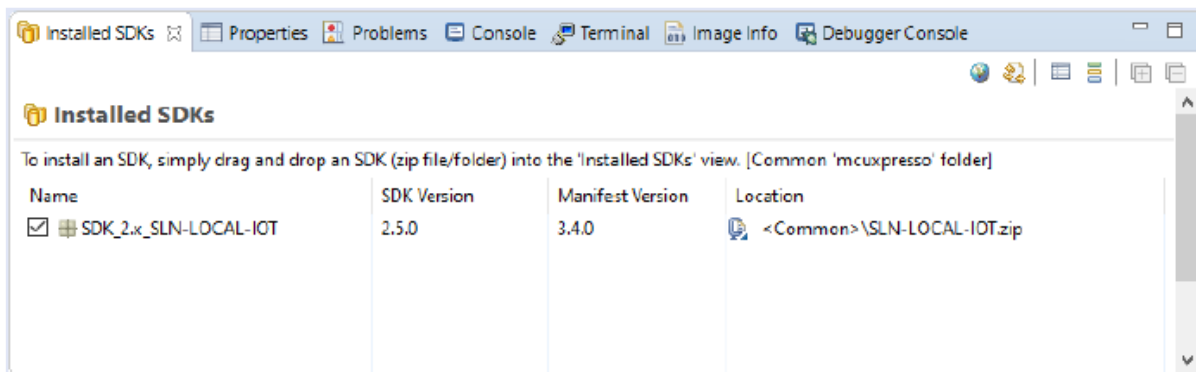 Installed SDKs Properties Problems Console Terminal Image Info Debugger Console
Installed SDKs
To install an SDK, simply drag and drop an SDK (zip file/folder) into the 'Installed SDKs' view. [Common 'mcuxpresso' folder]
Name SDK Version Manifest Version Location
SDK_2.x_SLN-LOCAL-IOT 2.5.0 3.4.0 <Common>\SLN-LOCAL-IOT.zip